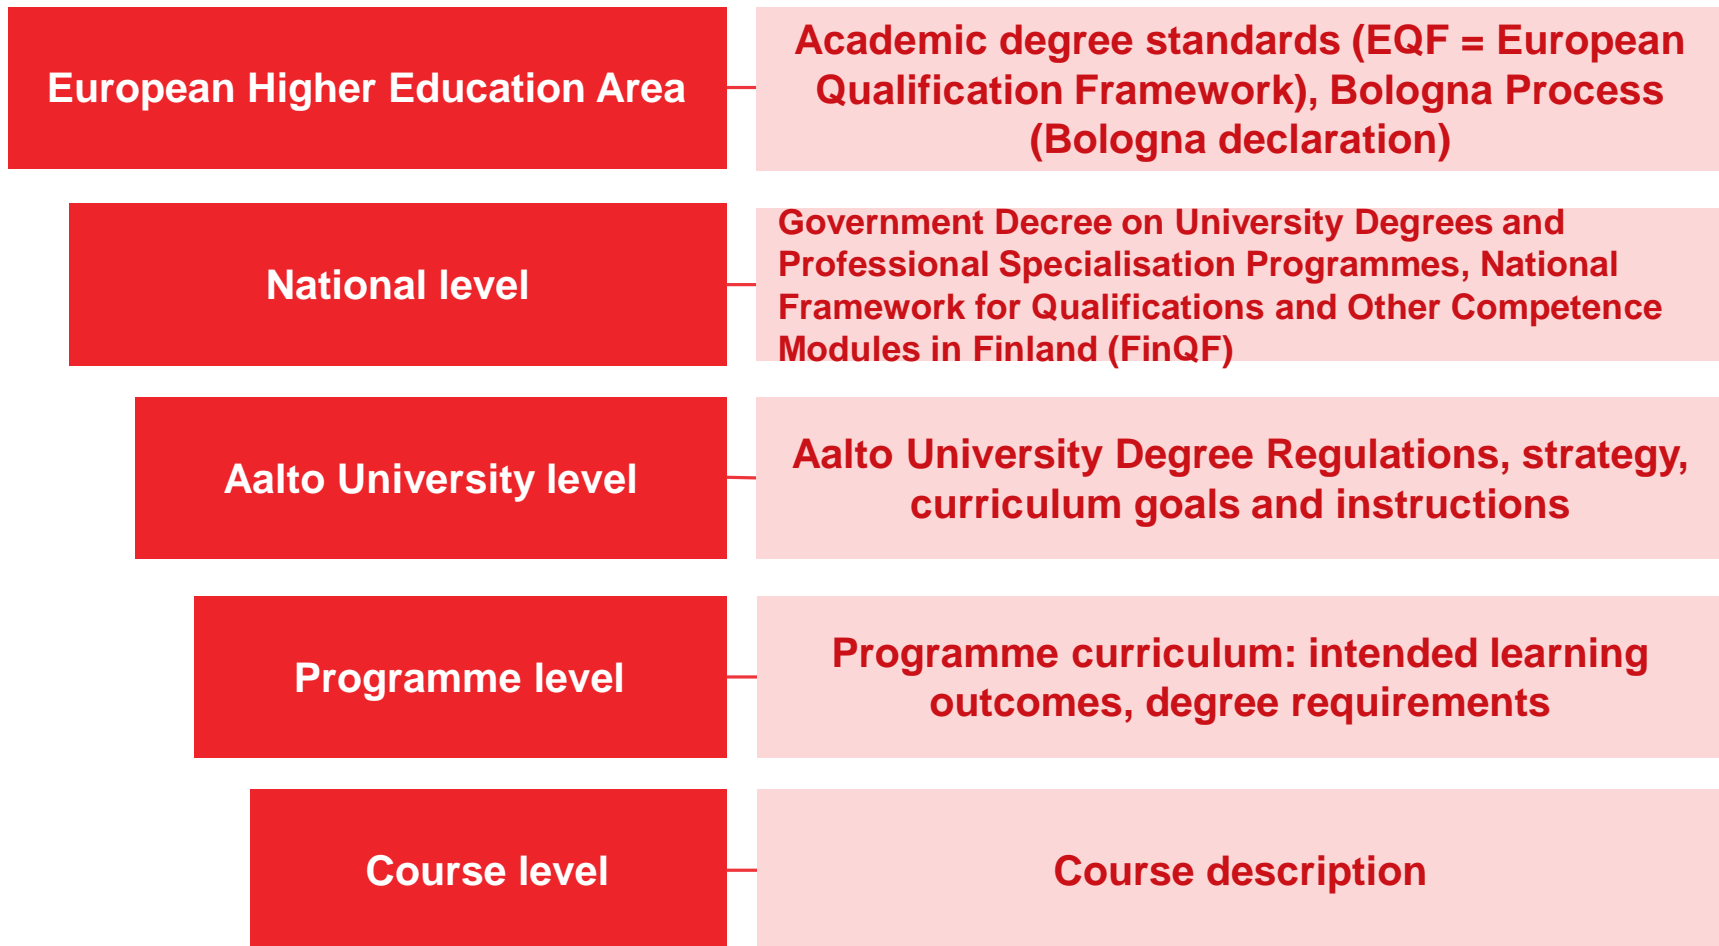 European Higher Education Area
Academic degree standards (EQF = European
Qualification Framework), Bologna Process
(Bologna declaration)
National level
Government Decree on University Degrees and
Professional Specialisation Programmes, National
Framework for Qualifications and Other Competence
Modules in Finland (FinQF)
Aalto University level
Aalto University Degree Regulations, strategy,
curriculum goals and instructions
Programme level
Programme curriculum: intended learning
outcomes, degree requirements
Course level
Course description